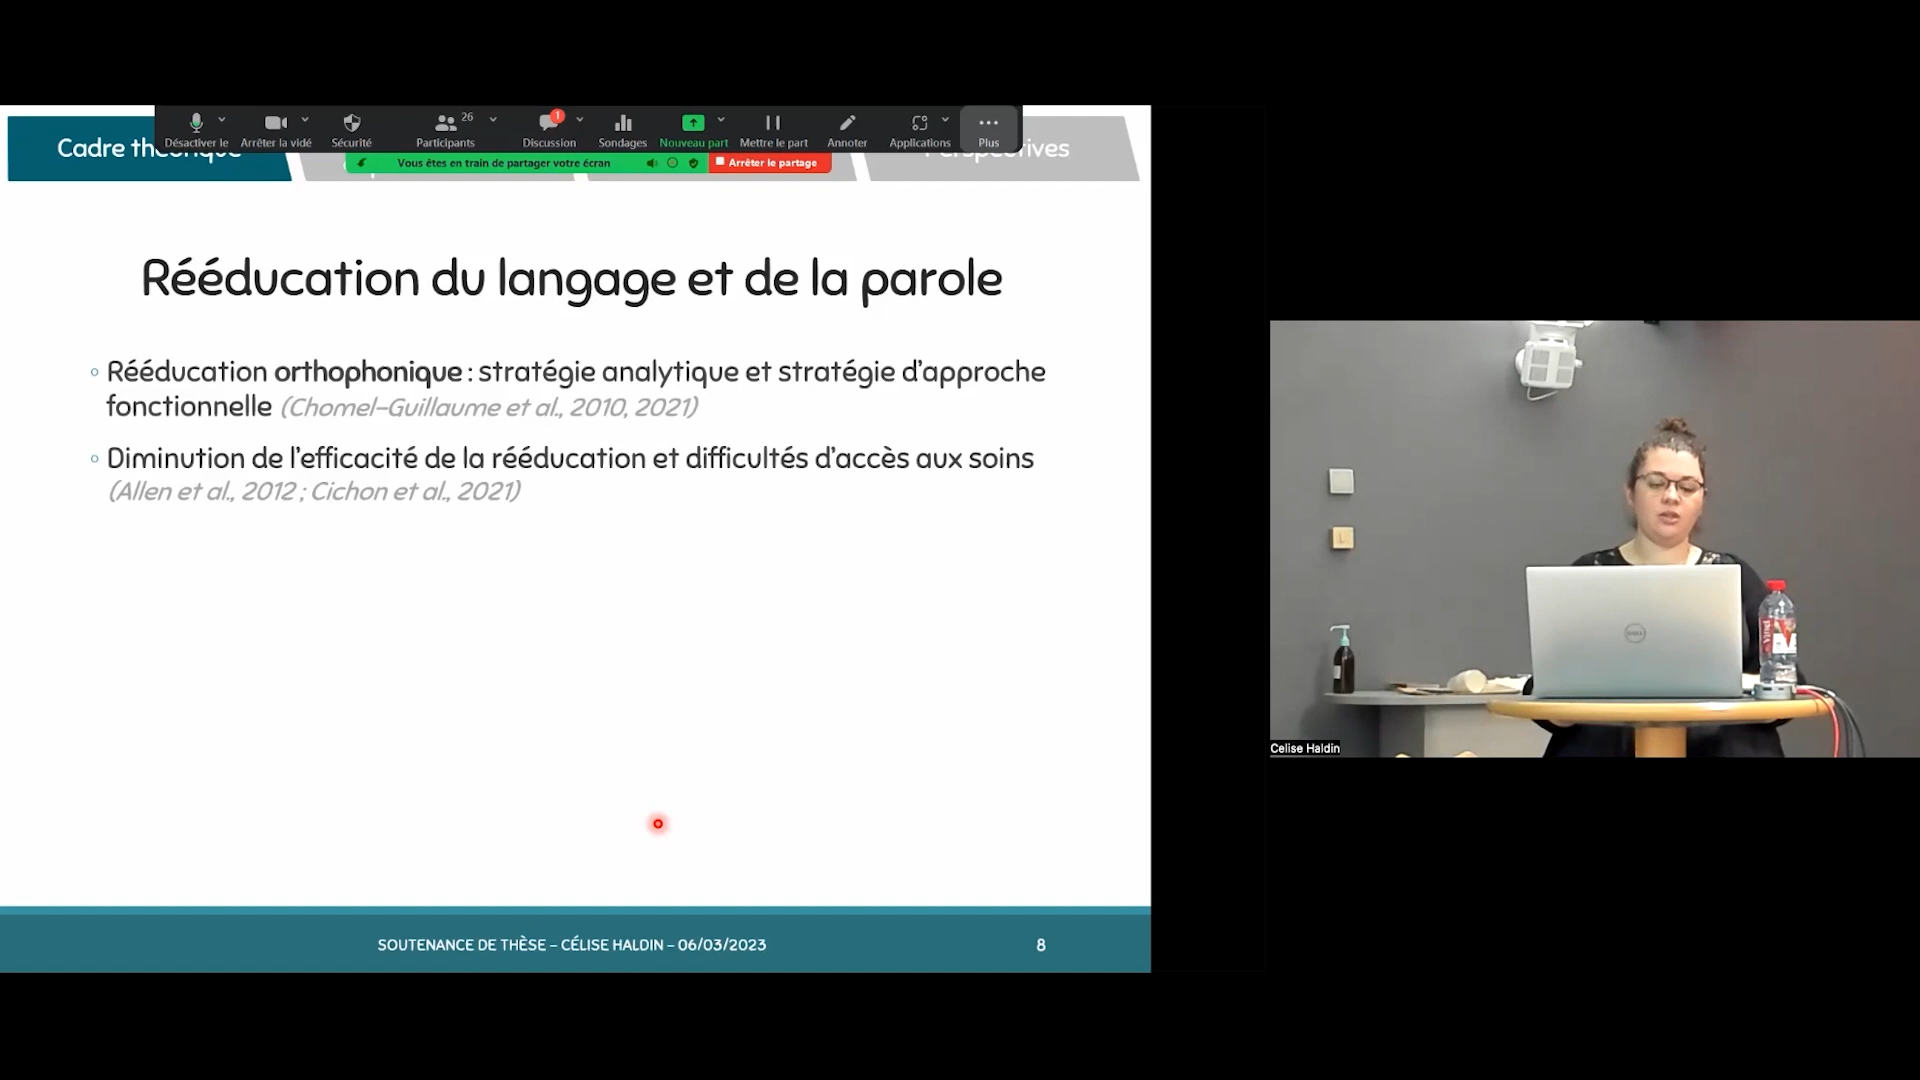 26
1
Désactiver le
Arrêter la vidé
Sécurité
Participants
Discussion
Sondages
Nouveau part
Mettre le part
Annoter
Applications
Plus
Vous êtes en train de partager votre écran
Arrêter le partage
Cadre théorique
Rééducation du langage et de la parole
Rééducation orthophonique : stratégie analytique et stratégie d'approche
fonctionnelle (Chomel-Guillaume et al., 2010, 2021)
Diminution de l'efficacité de la rééducation et difficultés d'accès aux soins
(Allen et al., 2012 ; Cichon et al., 2021)
SOUTENANCE DE THÈSE – CÉLISE HALDIN – 06/03/2023
8
DELL
Celise Haldin